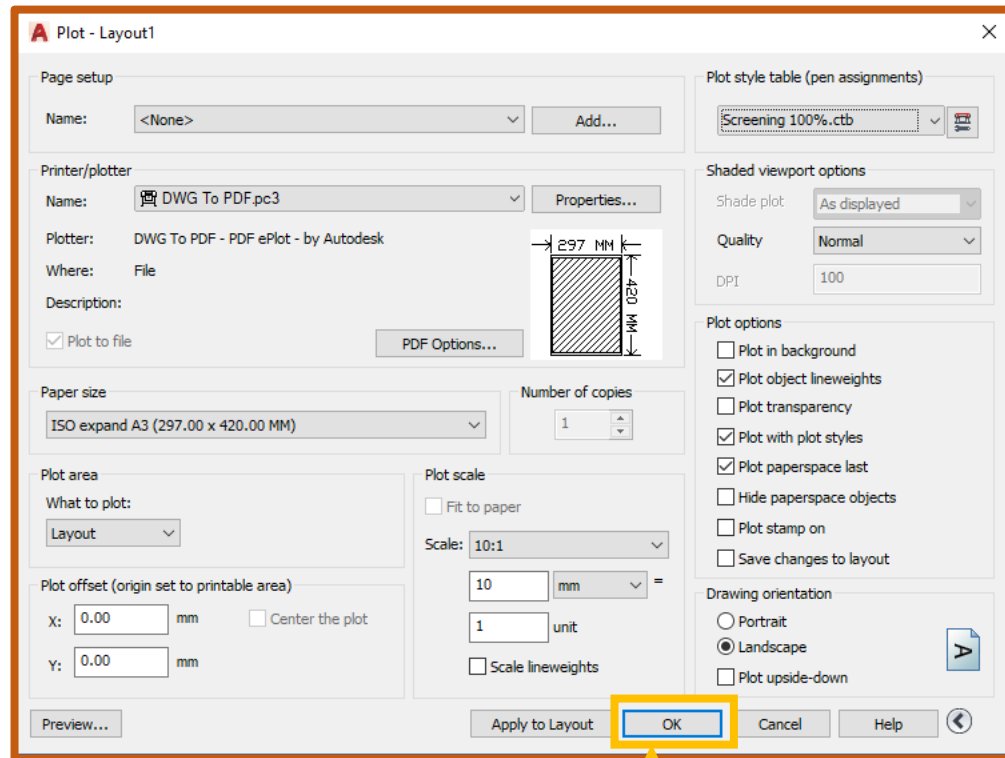 Plot - Layout1
Page setup
Name: <None> Add...
Plot style table (pen assignments)
Screening 100%.ctb
Printer/plotter
Name: DWG To PDF.pc3 Properties...
Plotter: DWG To PDF - PDF ePlot - by Autodesk
Where: File
Description:
Plot to file PDF Options...
297 MM
420 MM
Shaded viewport options
Shade plot As displayed
Quality Normal
DPI 100
Paper size
ISO expand A3 (297.00 x 420.00 MM)
Number of copies
1
Plot options
Plot in background
Plot object lineweights
Plot transparency
Plot with plot styles
Plot paperspace last
Hide paperspace objects
Plot stamp on
Save changes to layout
Plot area
What to plot:
Layout
Plot scale
Fit to paper
Scale: 10:1
10 mm =
1 unit
Scale lineweights
Plot offset (origin set to printable area)
X: 0.00 mm Center the plot
Y: 0.00 mm
Drawing orientation
Portrait
Landscape
Plot upside-down
A
Preview... Apply to Layout OK Cancel Help